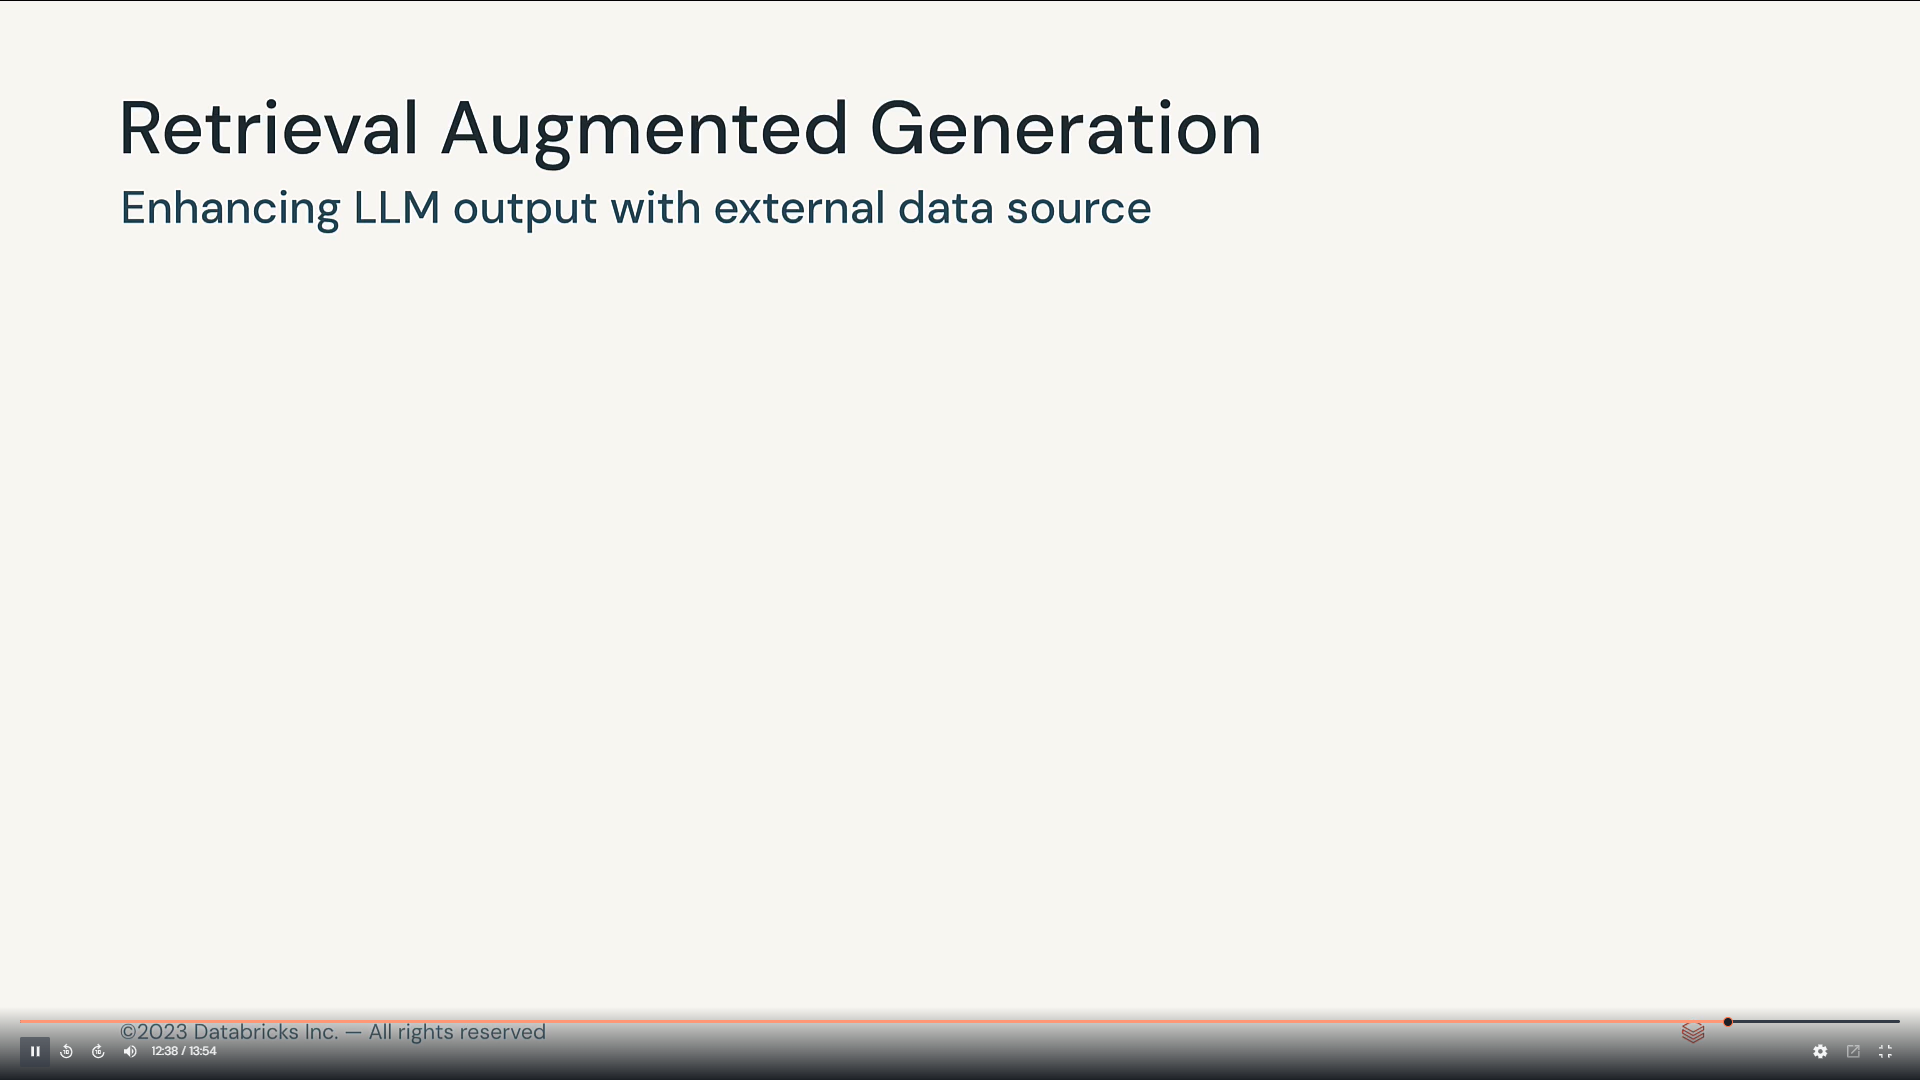 Retrieval Augmented Generation
Enhancing LLM output with external data source
©2023 Databricks Inc. — All rights reserved
12:38 / 13:54